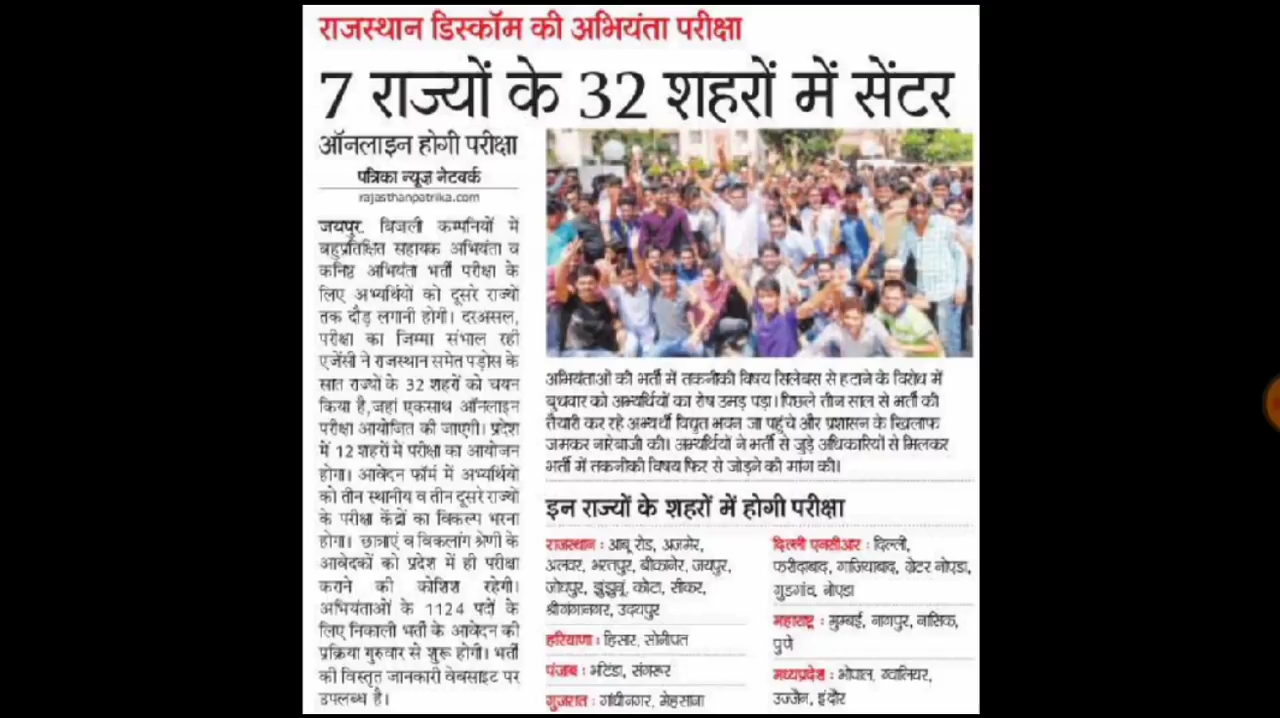 राजस्थान डिस्कॉम की अभियंता परीक्षा
7 राज्यों के 32 शहरों में सेंटर
ऑनलाइन होगी परीक्षा
पत्रिका न्यूज़ नेटवर्क
rajasthanpatrika.com
जयपुर. बिजली कम्पनियों में
बहुप्रतिक्षित सहायक अभियंता व
कनिष्ठ अभियंता भर्ती परीक्षा के
लिए अभ्यर्थियों को दूसरे राज्यों
तक दौड़ लगानी होगी। दरअसल,
परीक्षा का जिम्मा संभाल रही
एजेंसी ने राजस्थान समेत पड़ोस के
सात राज्यों के 32 शहरों को चयन
किया है,जहां एकसाथ ऑनलाइन
परीक्षा आयोजित की जाएगी। प्रदेश
में 12 शहरों में परीक्षा का आयोजन
होगा। आवेदन फॉर्म में अभ्यर्थियो
को तीन स्थानीय व तीन दूसरे राज्यों
के परीक्षा केंद्रों का विकल्प भरना
होगा। छात्राएं व विकलांग श्रेणी के
आवेदकों को प्रदेश में ही परीक्षा
कराने की कोशिश रहेगी।
अभियंताओं के 1124 पदों के
लिए निकाली भर्ती के आवेदन की
प्रक्रिया गुरुवार से शुरू होगी। भर्ती
की विस्तृत जानकारी वेबसाइट पर
उपलब्ध है।
अभियंताओं की भर्ती में तकनीकी विषय सिलेबस से हटाने के विरोध में
बुधवार को अभ्यर्थियों का रोष उमड़ पड़ा। पिछले तीन साल से भर्ती की
तैयारी कर रहे अभ्यर्थी विद्युत भवन जा पहुंचे और प्रशासन के खिलाफ
जमकर नारेबाजी की। अभ्यर्थियों ने भर्ती से जुड़े अधिकारियों से मिलकर
भर्ती में तकनीकी विषय फिर से जोड़ने की मांग की।
इन राज्यों के शहरों में होगी परीक्षा
राजस्थान : आबू रोड, अजमेर,
अलवर, भरतपुर, बीकानेर, जयपुर,
जोधपुर, झुंझुनूं, कोटा, सीकर,
श्रीगंगानगर, उदयपुर
हरियाणा : हिसार, सोनीपत
पंजाब : भटिंडा, संगरूर
गुजरात : गांधीनगर, मेहसाना
दिल्ली एनसीआर : दिल्ली,
फरीदाबाद, गाजियाबाद, ग्रेटर नोएडा,
गुडगांव, नोएडा
महाराष्ट्र : मुम्बई, नागपुर, नासिक,
पुणे
मध्यप्रदेश : भोपाल, ग्वालियर,
उज्जैन, इंदौर